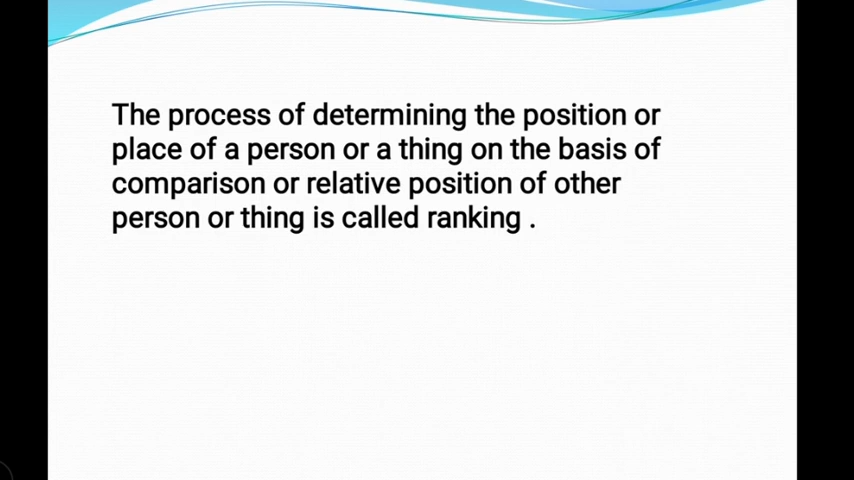 The process of determining the position or
place of a person or a thing on the basis of
comparison or relative position of other
person or thing is called ranking .